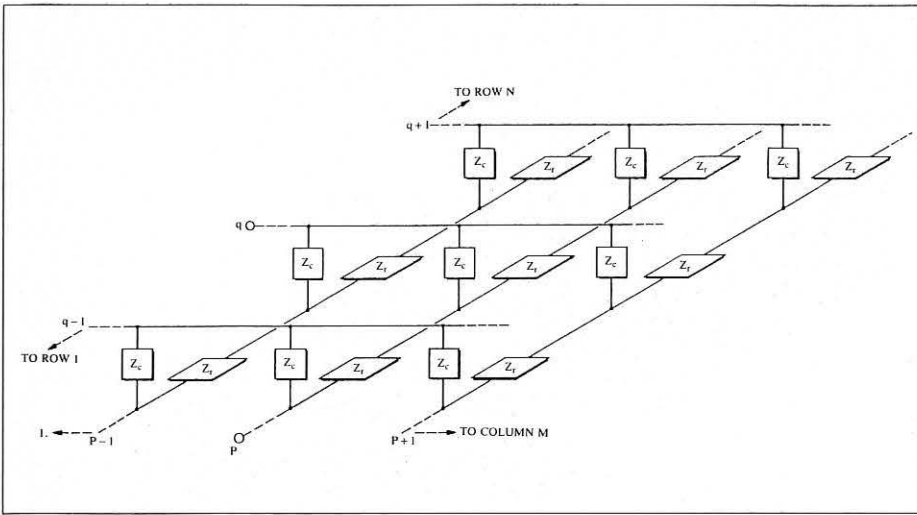 TO ROW N
q+1
Z_c Z_r Z_c Z_r Z_c Z_r
q
Z_c Z_r Z_c Z_r Z_c Z_r
q-1
TO ROW 1
Z_c Z_r Z_c Z_r Z_c Z_r
1. P-1 P P+1 TO COLUMN M